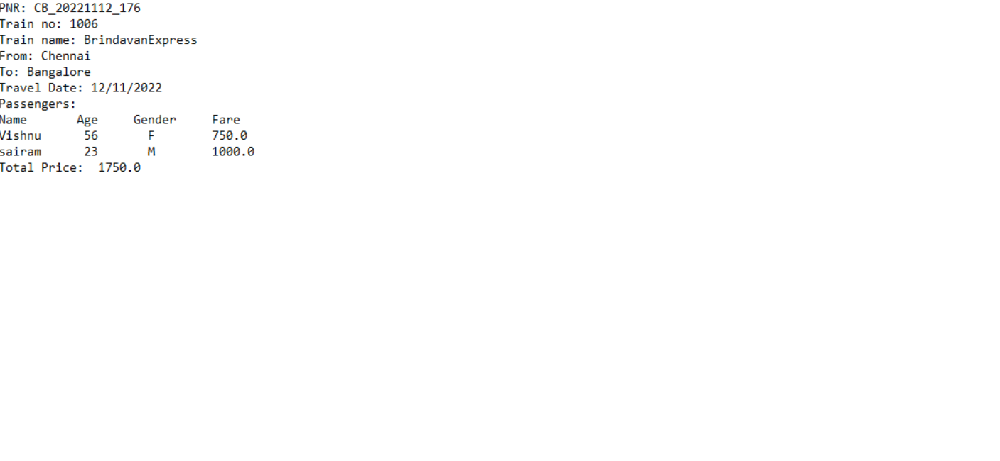 PNR: CB_20221112_176
Train no: 1006
Train name: BrindavanExpress
From: Chennai
To: Bangalore
Travel Date: 12/11/2022
Passengers:
Name       Age     Gender     Fare
Vishnu      56       F        750.0
sairam      23       M        1000.0
Total Price:  1750.0